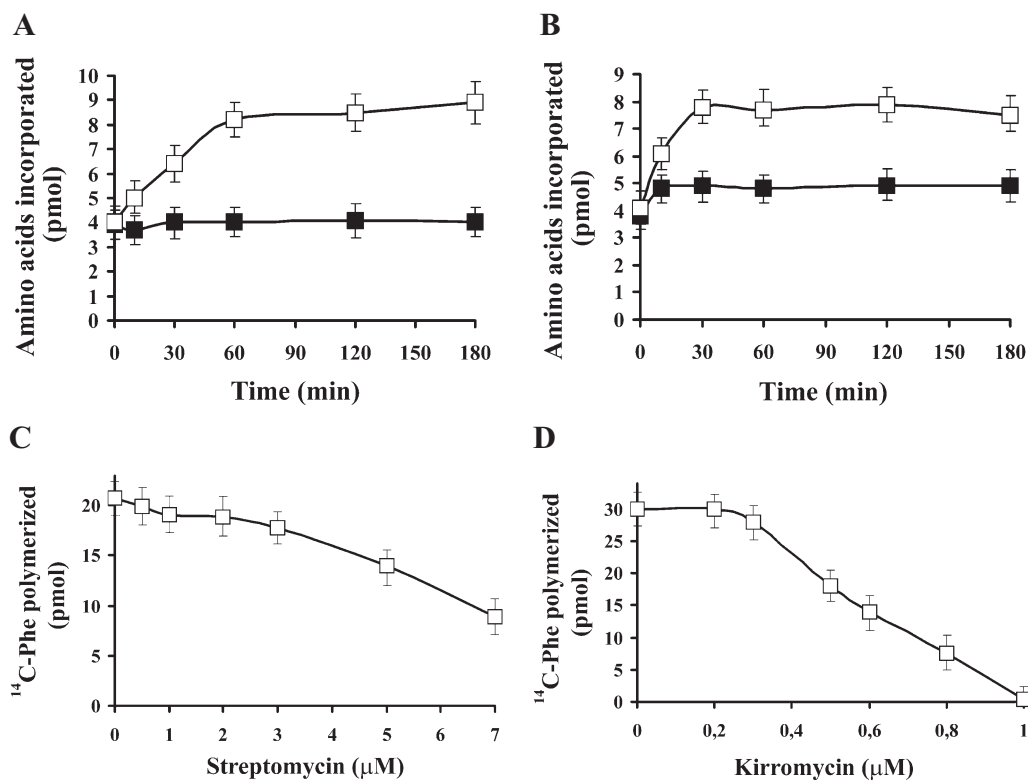 A
Amino acids incorporated
(pmol)
10
9
8
7
6
5
4
3
2
1
0
0 30 60 90 120 150 180
Time (min)
B
Amino acids incorporated
(pmol)
9
8
7
6
5
4
3
2
1
0
0 30 60 90 120 150 180
Time (min)
C
¹⁴C-Phe polymerized
(pmol)
20
15
10
5
0
0 1 2 3 4 5 6 7
Streptomycin (μM)
D
¹⁴C-Phe polymerized
(pmol)
30
25
20
15
10
5
0
0 0,2 0,4 0,6 0,8 1
Kirromycin (μM)